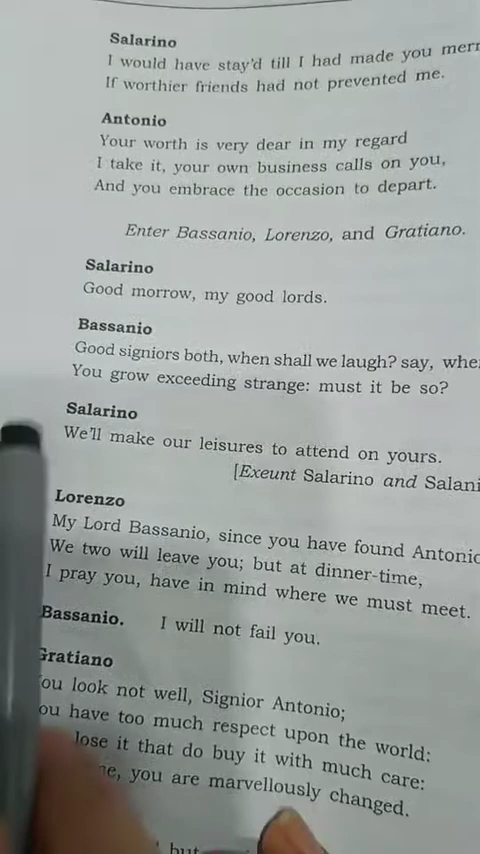 Salarino
I would have stay'd till I had made you
If worthier friends had not prevented me.
Antonio
Your worth is very dear in my regard
I take it, your own business calls on you,
And you embrace the occasion to depart.
Enter Bassanio, Lorenzo, and Gratiano.
Salarino
Good morrow, my good lords.
Bassanio
Good signiors both, when shall we laugh? say,
You grow exceeding strange: must it be so?
Salarino
We'll make our leisures to attend on yours.
[Exeunt Salarino and
Lorenzo
My Lord Bassanio, since you have found
We two will leave you; but at dinner-time,
I pray you, have in mind where we must meet.
Bassanio. I will not fail you.
Gratiano
look not well, Signior Antonio;
have too much respect upon the world:
lose it that do buy it with much care:
you are marvellously changed.
but